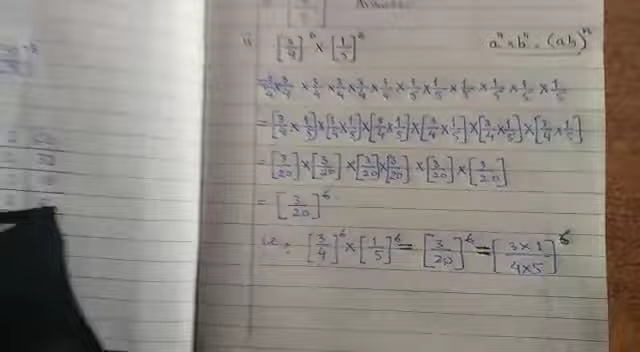 ii [3/4]^6 × [1/5]^6 a^n × b^n = (ab)^n
3/4 × 3/4 × 3/4 × 3/4 × 3/4 × 3/4 × 1/5 × 1/5 × 1/5 × 1/5 × 1/5 × 1/5
= [3/4 × 1/5] × [3/4 × 1/5] × [3/4 × 1/5] × [3/4 × 1/5] × [3/4 × 1/5] × [3/4 × 1/5]
= [3/20] × [3/20] × [3/20] × [3/20] × [3/20] × [3/20]
= [3/20]^6
i.e : [3/4]^6 × [1/5]^6 = [3/20]^6 = [3×1/4×5]^6